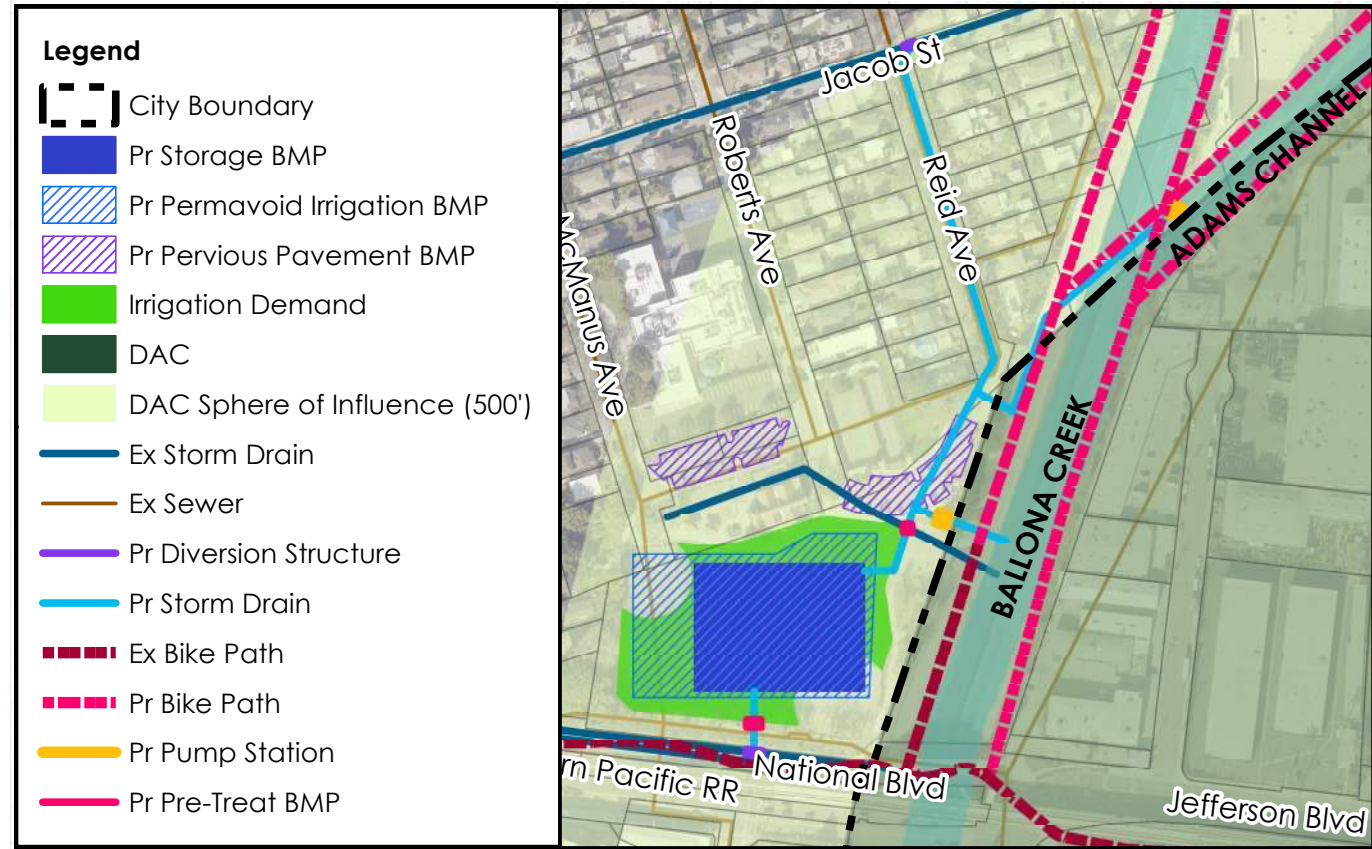 Legend
City Boundary
Pr Storage BMP
Pr Permavoid Irrigation BMP
Pr Pervious Pavement BMP
Irrigation Demand
DAC
DAC Sphere of Influence (500')
Ex Storm Drain
Ex Sewer
Pr Diversion Structure
Pr Storm Drain
Ex Bike Path
Pr Bike Path
Pr Pump Station
Pr Pre-Treat BMP
Jacob St
Roberts Ave
Reid Ave
McManus Ave
ADAMS CHANNEL
BALLONA CREEK
rn Pacific RR
National Blvd
Jefferson Blvd